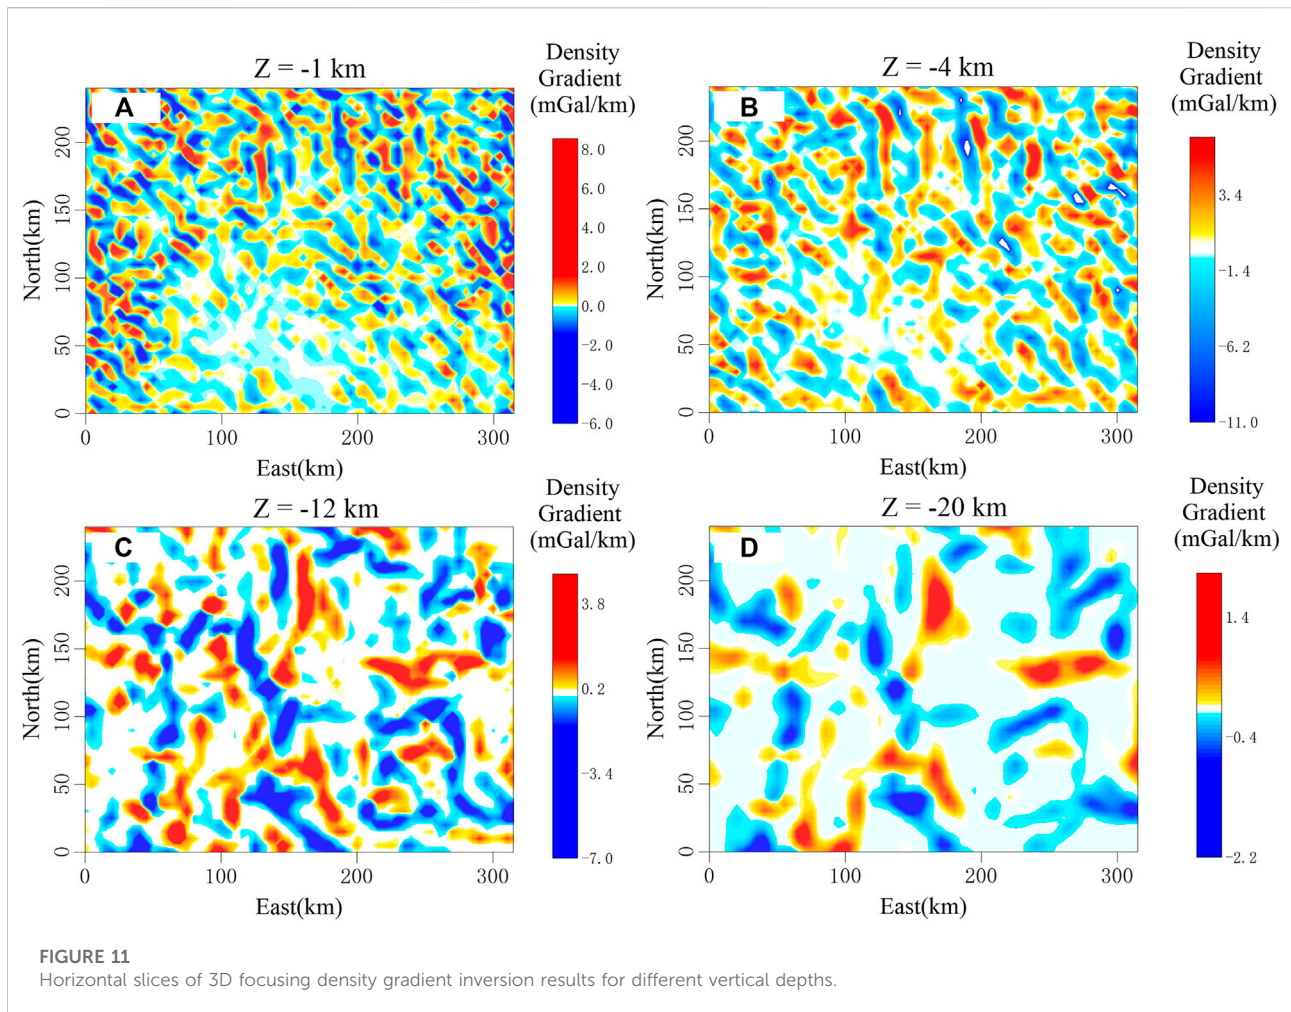 Z = -1 km
Density
Gradient
(mGal/km)
A
8.0
6.0
4.0
2.0
0.0
-2.0
-4.0
-6.0
North(km)
200
150
100
50
0
0
100
200
300
East(km)
Z = -4 km
Density
Gradient
(mGal/km)
B
3.4
-1.4
-6.2
-11.0
North(km)
200
150
100
50
0
0
100
200
300
East(km)
Z = -12 km
Density
Gradient
(mGal/km)
C
3.8
0.2
-3.4
-7.0
North(km)
200
150
100
50
0
0
100
200
300
East(km)
Z = -20 km
Density
Gradient
(mGal/km)
D
1.4
-0.4
-2.2
North(km)
200
150
100
50
0
0
100
200
300
East(km)
FIGURE 11
Horizontal slices of 3D focusing density gradient inversion results for different vertical depths.